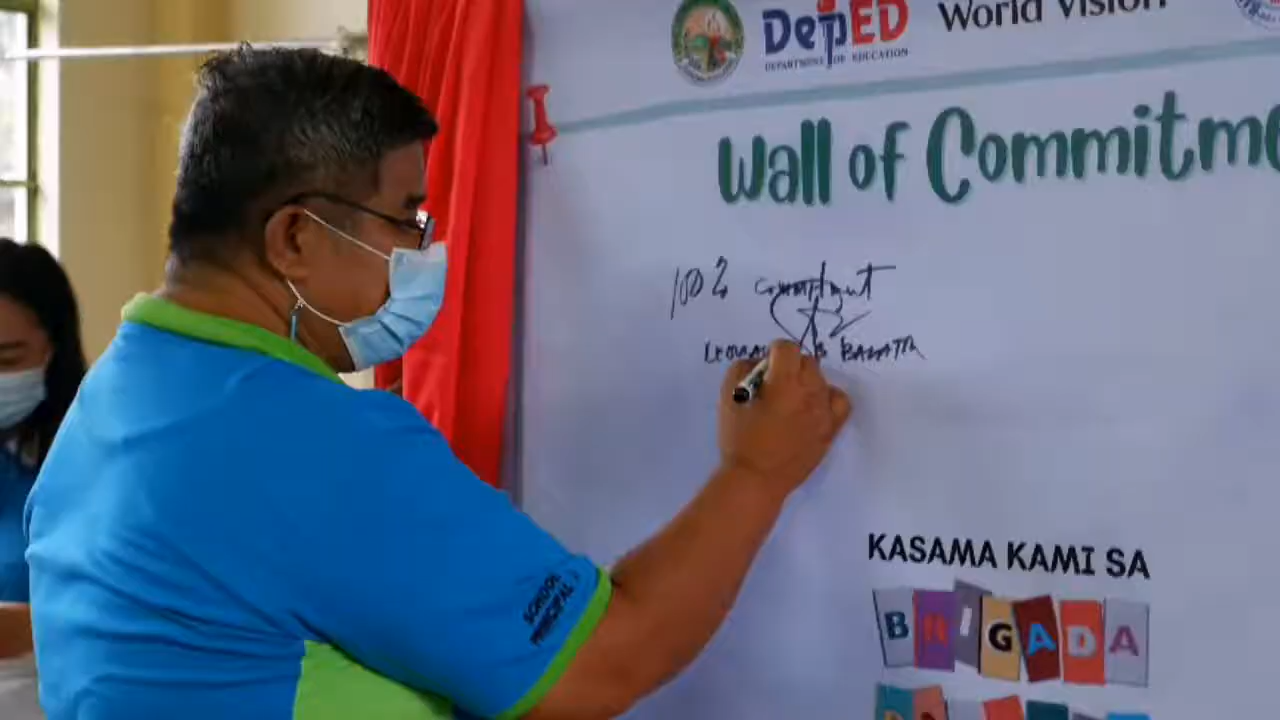 DepED
DEPARTMENT OF EDUCATION
World Vision
Wall of Commitme
100%
commitment
KASAMA KAMI SA
BRIGADA
SCHOOL
PRINCIPAL I